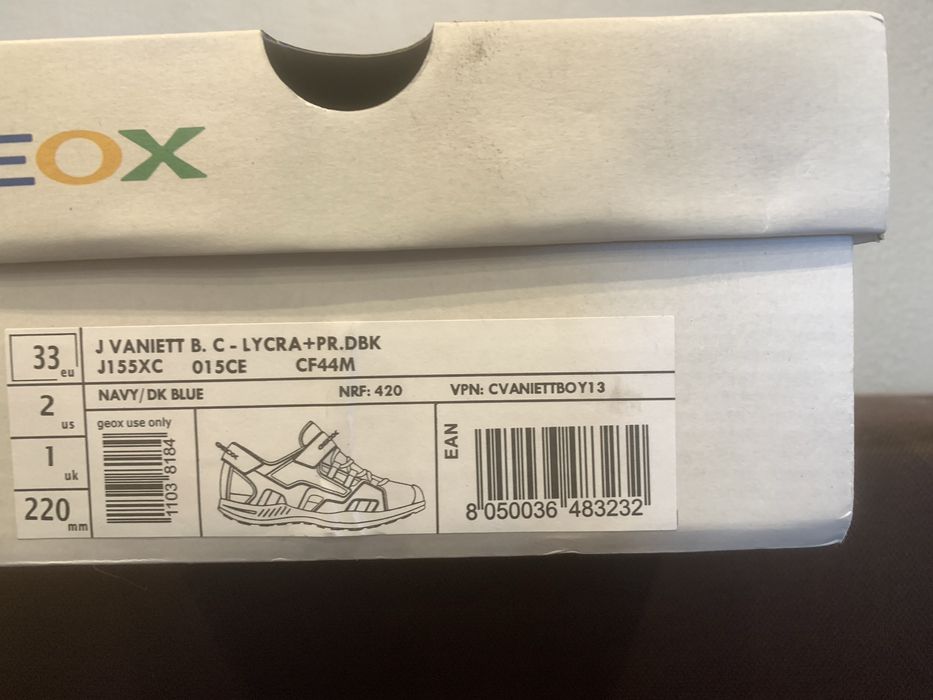 EOX
33 eu
J VANIETT B. C - LYCRA+PR.DBK
J155XC 015CE CF44M
2 us
NAVY/DK BLUE NRF: 420 VPN: CVANIETTBOY13
1 uk
geox use only
1103 8184
EAN
8 050036 483232
220 mm